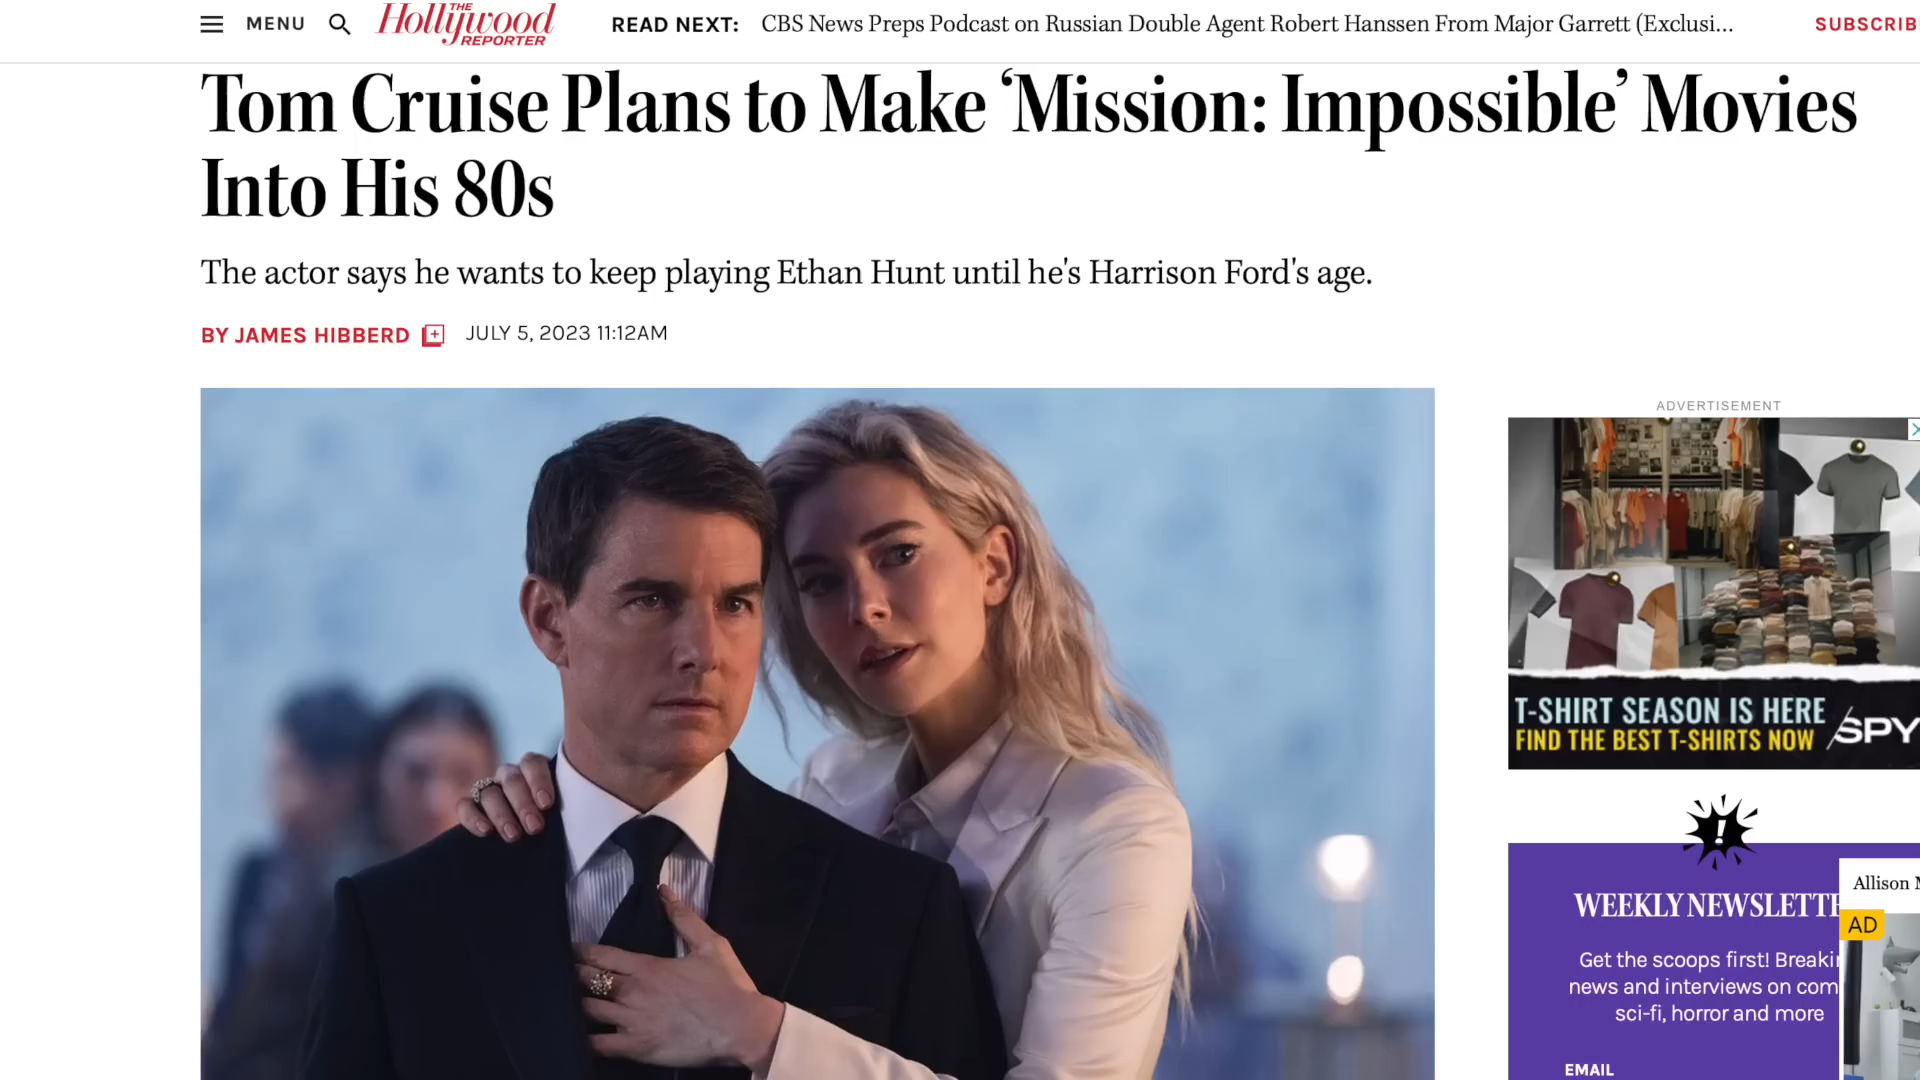 MENU
THE
Hollywood
REPORTER
READ NEXT:
CBS News Preps Podcast on Russian Double Agent Robert Hanssen From Major Garrett (Exclusi...
SUBSCRIB
Tom Cruise Plans to Make ‘Mission: Impossible’ Movies
Into His 80s
The actor says he wants to keep playing Ethan Hunt until he's Harrison Ford's age.
BY JAMES HIBBERD
JULY 5, 2023 11:12AM
ADVERTISEMENT
T-SHIRT SEASON IS HERE
FIND THE BEST T-SHIRTS NOW
SPY
WEEKLY NEWSLETTE
Allison
AD
Get the scoops first! Breakin
news and interviews on com
sci-fi, horror and more
EMAIL